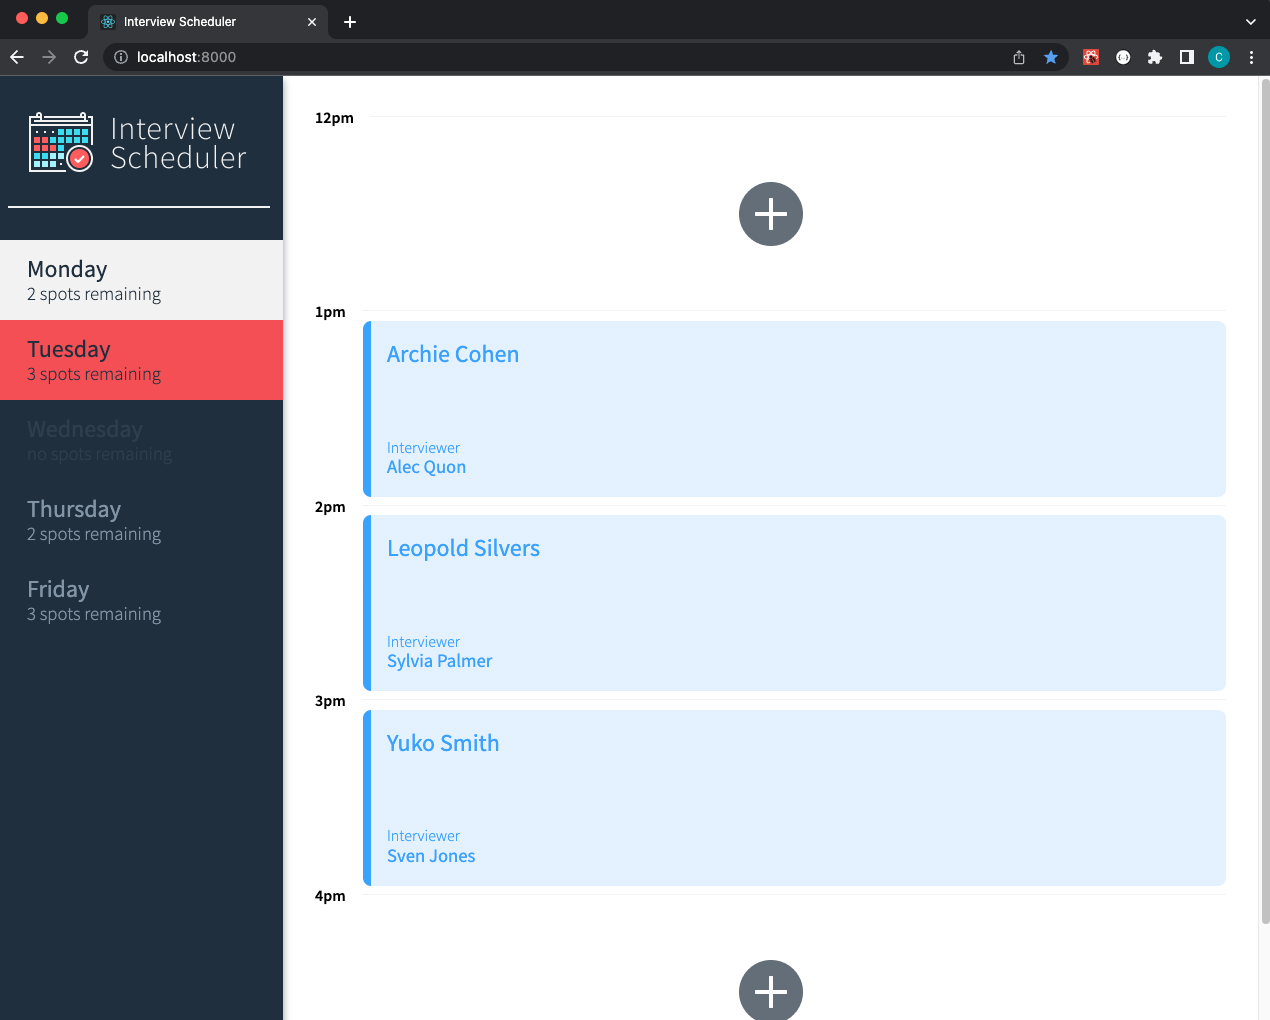 Interview Scheduler
localhost:8000
C
Interview
Scheduler
Monday
2 spots remaining
Tuesday
3 spots remaining
Wednesday
no spots remaining
Thursday
2 spots remaining
Friday
3 spots remaining
12pm
1pm
Archie Cohen
Interviewer
Alec Quon
2pm
Leopold Silvers
Interviewer
Sylvia Palmer
3pm
Yuko Smith
Interviewer
Sven Jones
4pm